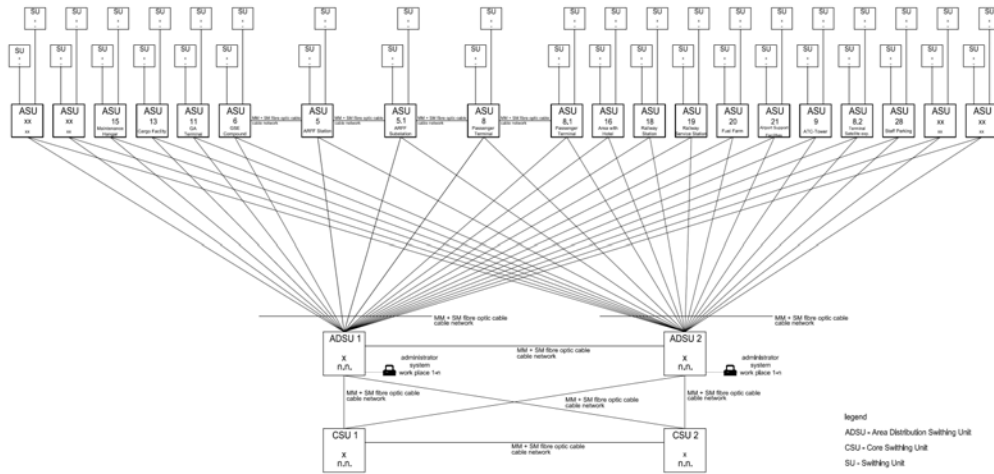 SU SU SU SU SU SU SU SU SU SU SU SU SU SU SU SU SU SU SU
SU SU SU SU SU SU SU SU SU SU SU SU SU SU SU SU SU SU SU
ASU xx xx
ASU xx xx
ASU 15 Maintenance Hangar
ASU 13 Cargo Facility
ASU 11 GA Terminal
ASU 6 GSE Compound
MM + SM fibre optic cable
cable network
ASU 5 ARFF Station
MM + SM fibre optic cable
cable network
ASU 5.1 ARFF Substation
MM + SM fibre optic cable
cable network
ASU 8 Passenger Terminal
MM + SM fibre optic cable
cable network
ASU 8,1 Passenger Terminal
ASU 16 Area with Hotel
ASU 18 Railway Station
ASU 19 Railway Service Station
ASU 20 Fuel Farm
ASU 21 Airport Support
ASU 9 ATC-Tower
ASU 8,2 Terminal
ASU 28 Staff Parking
ASU xx xx
ASU xx xx
MM + SM fibre optic cable
cable network
MM + SM fibre optic cable
cable network
ADSU 1
x
n.n.
MM + SM fibre optic cable
cable network
ADSU 2
x
n.n.
administrator
system
work place 1-n
administrator
system
work place 1-n
MM + SM fibre optic cable
cable network
MM + SM fibre optic cable
cable network
MM + SM fibre optic cable
cable network
CSU 1
x
n.n.
MM + SM fibre optic cable
cable network
CSU 2
x
n.n.
legend
ADSU - Area Distribution Swithing Unit
CSU - Core Swithing Unit
SU - Swithing Unit